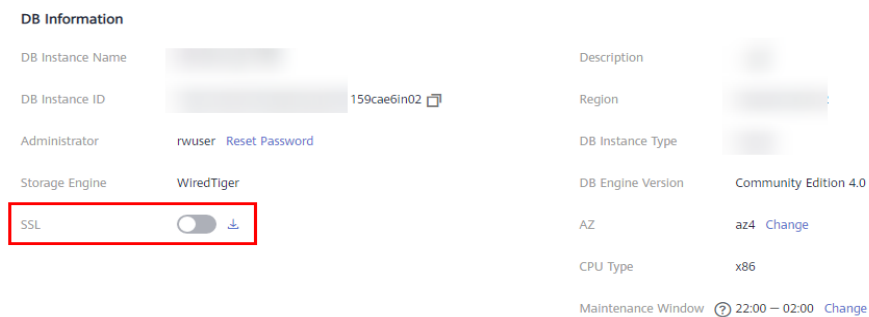 DB Information
DB Instance Name
Description
DB Instance ID 159cae6in02
Region
Administrator rwuser Reset Password
DB Instance Type
Storage Engine WiredTiger
DB Engine Version Community Edition 4.0
SSL
AZ az4 Change
CPU Type x86
Maintenance Window ? 22:00 — 02:00 Change